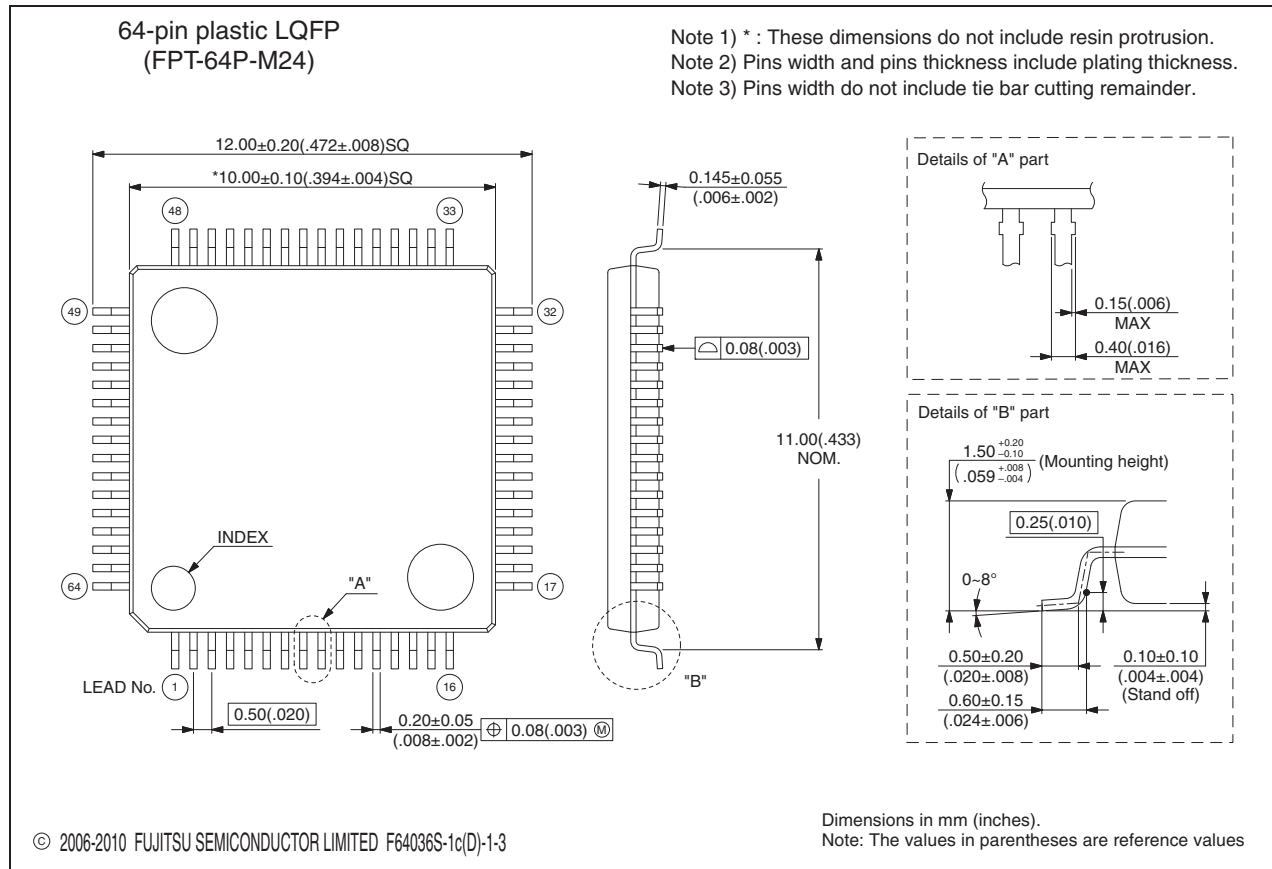 64-pin plastic LQFP
(FPT-64P-M24)
Note 1) * : These dimensions do not include resin protrusion.
Note 2) Pins width and pins thickness include plating thickness.
Note 3) Pins width do not include tie bar cutting remainder.
12.00±0.20(.472±.008)SQ
*10.00±0.10(.394±.004)SQ
48
33
49
32
64
17
INDEX
"A"
LEAD No.
1
16
0.50(.020)
0.20±0.05
(.008±.002)
⌖ 0.08(.003) Ⓜ
0.145±0.055
(.006±.002)
⌓ 0.08(.003)
11.00(.433)
NOM.
"B"
Details of "A" part
0.15(.006)
MAX
0.40(.016)
MAX
Details of "B" part
1.50 +0.20 −0.10 (Mounting height)
(.059 +.008 −.004)
0.25(.010)
0~8°
0.50±0.20
(.020±.008)
0.60±0.15
(.024±.006)
0.10±0.10
(.004±.004)
(Stand off)
© 2006-2010 FUJITSU SEMICONDUCTOR LIMITED F64036S-1c(D)-1-3
Dimensions in mm (inches).
Note: The values in parentheses are reference values